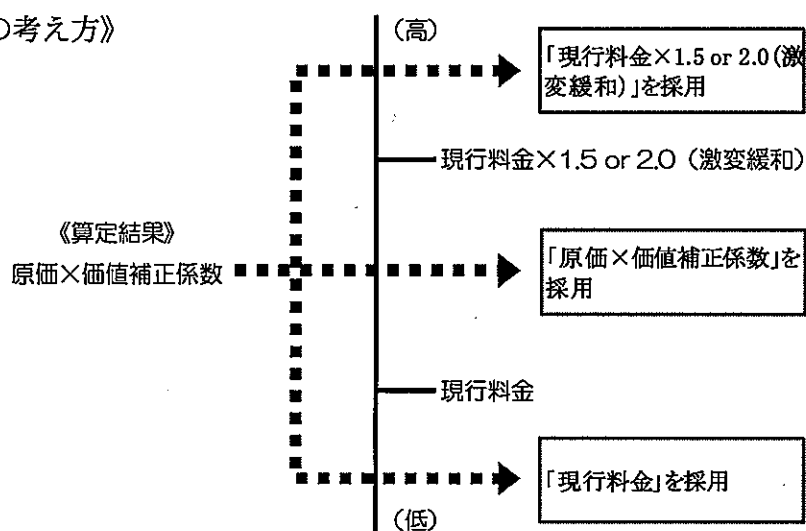 の考え方》
(高)
「現行料金×1.5 or 2.0(激
変緩和)」を採用
現行料金×1.5 or 2.0 (激変緩和)
《算定結果》
原価×価値補正係数
「原価×価値補正係数」を
採用
現行料金
「現行料金」を採用
(低)